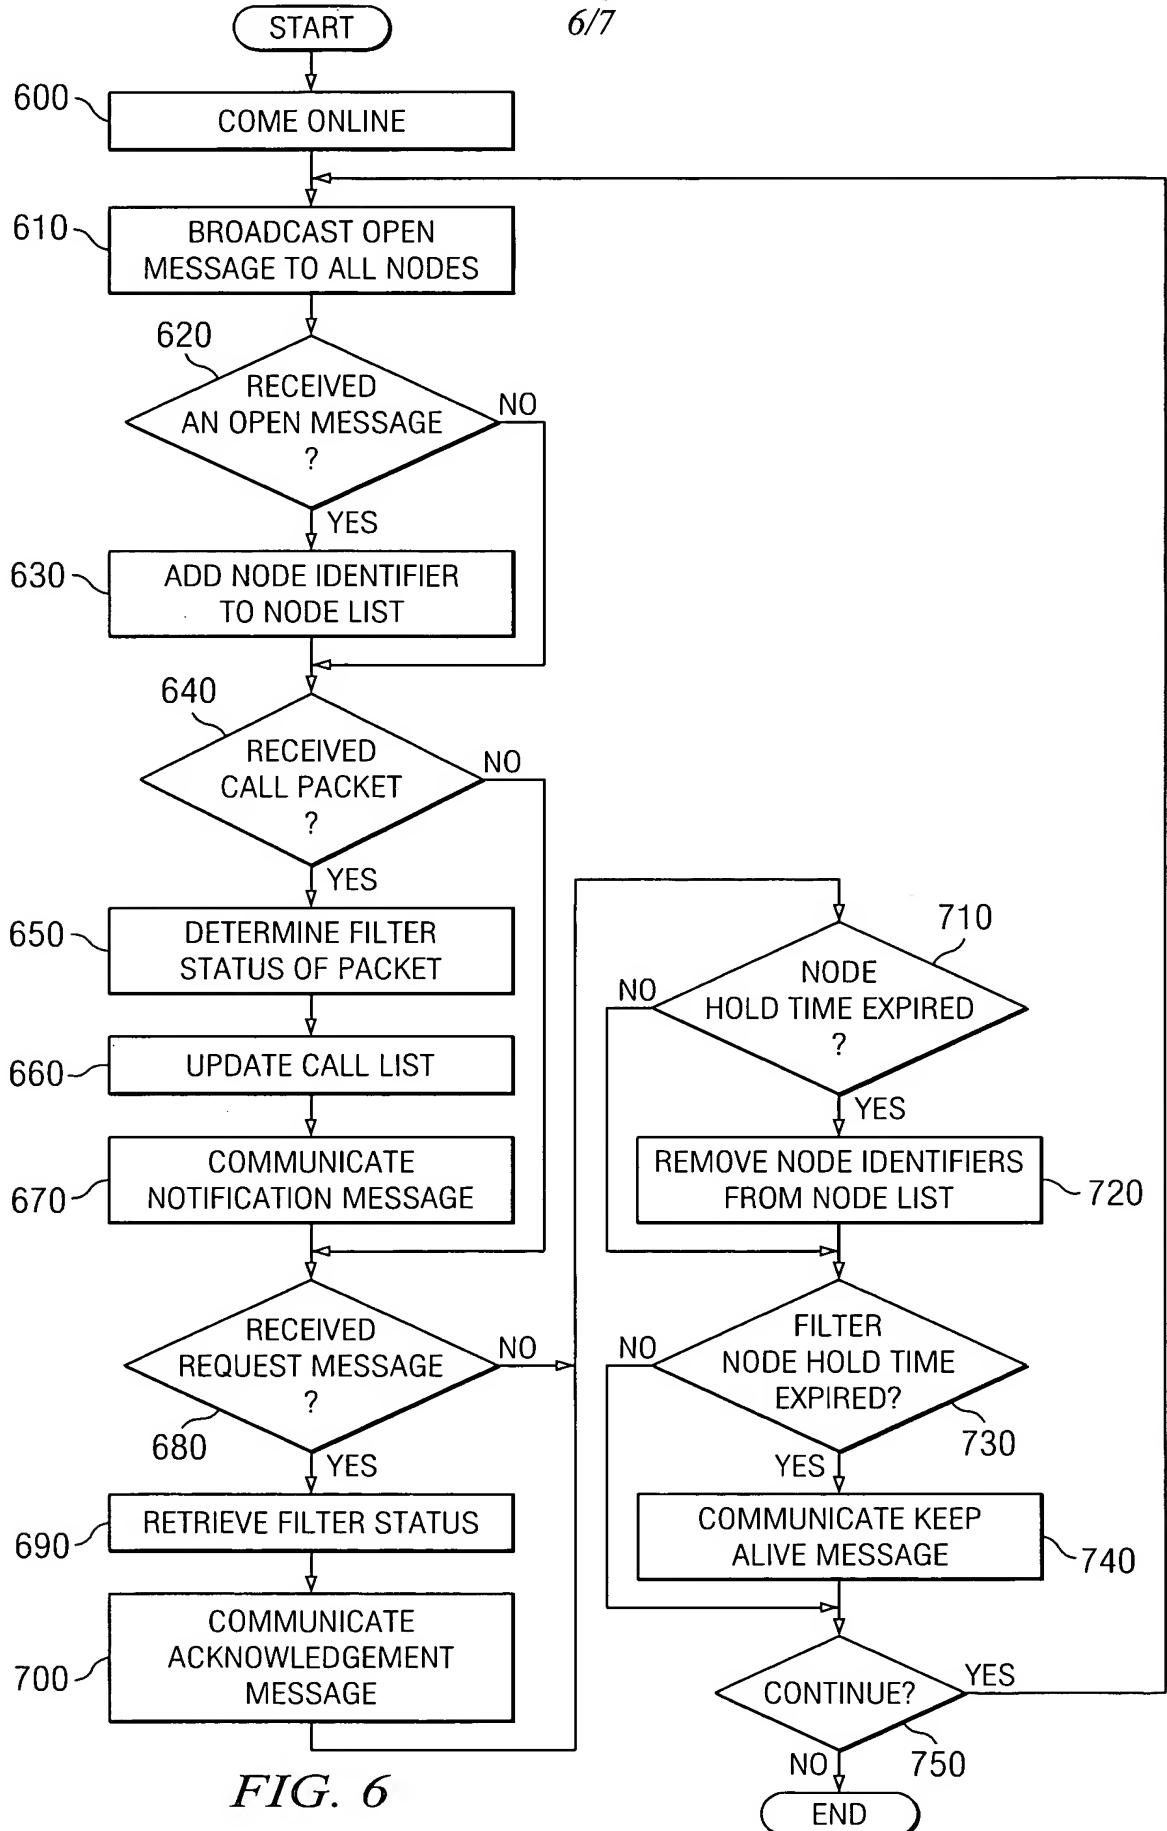 6/7
START
600
COME ONLINE
610
BROADCAST OPEN
MESSAGE TO ALL NODES
620
RECEIVED
AN OPEN MESSAGE
?
NO
YES
630
ADD NODE IDENTIFIER
TO NODE LIST
640
RECEIVED
CALL PACKET
?
NO
YES
650
DETERMINE FILTER
STATUS OF PACKET
660
UPDATE CALL LIST
670
COMMUNICATE
NOTIFICATION MESSAGE
RECEIVED
REQUEST MESSAGE
?
NO
680
YES
690
RETRIEVE FILTER STATUS
700
COMMUNICATE
ACKNOWLEDGEMENT
MESSAGE
710
NODE
HOLD TIME EXPIRED
?
NO
YES
REMOVE NODE IDENTIFIERS
FROM NODE LIST
720
FILTER
NODE HOLD TIME
EXPIRED?
NO
730
YES
COMMUNICATE KEEP
ALIVE MESSAGE
740
CONTINUE?
YES
750
NO
END
FIG. 6